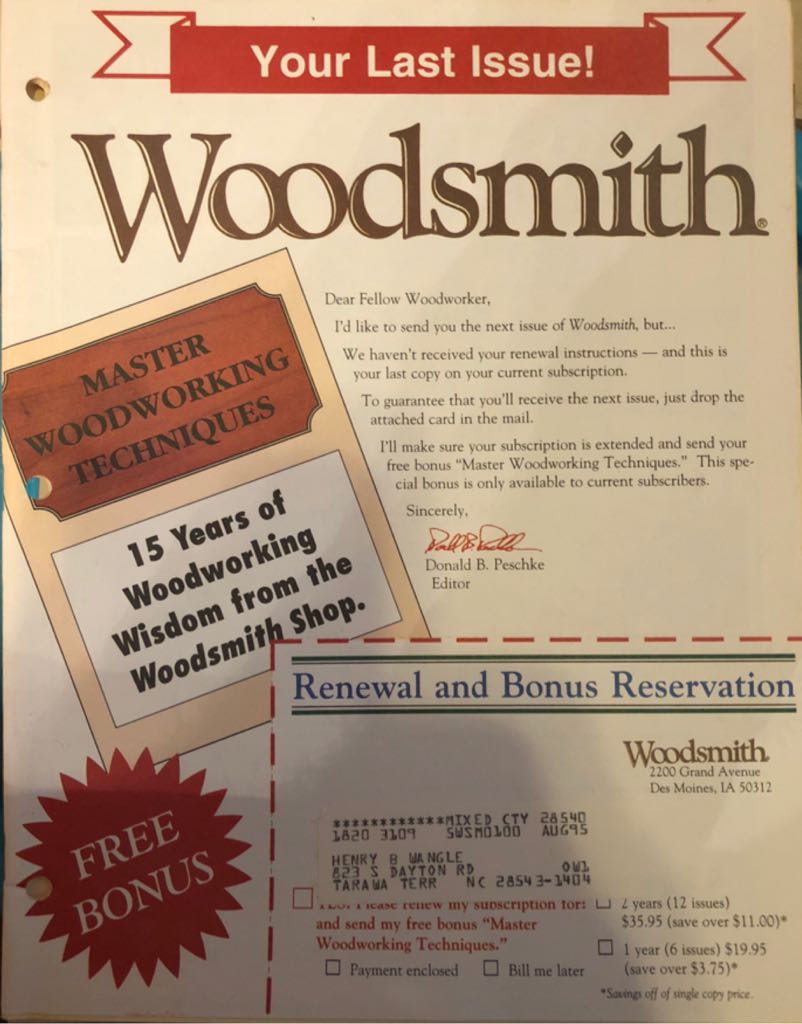 Your Last Issue!
Woodsmith®
MASTER
WOODWORKING
TECHNIQUES
15 Years of
Woodworking
Wisdom from the
Woodsmith Shop.
Dear Fellow Woodworker,
I'd like to send you the next issue of Woodsmith, but...
We haven't received your renewal instructions — and this is
your last copy on your current subscription.
To guarantee that you'll receive the next issue, just drop the
attached card in the mail.
I'll make sure your subscription is extended and send your
free bonus "Master Woodworking Techniques." This spe-
cial bonus is only available to current subscribers.
Sincerely,
Donald B. Peschke
Editor
FREE
BONUS
Renewal and Bonus Reservation
Woodsmith®
2200 Grand Avenue
Des Moines, IA 50312
************MIXED CTY 28540
1820 3109 SWSM0100 AUG95
HENRY B WANGLE
823 S DAYTON RD OW1
TARAWA TERR NC 28543-1404
Please renew my subscription for:
and send my free bonus "Master
Woodworking Techniques."
Payment enclosed Bill me later
2 years (12 issues)
$35.95 (save over $11.00)*
1 year (6 issues) $19.95
(save over $3.75)*
*Savings off of single copy price.